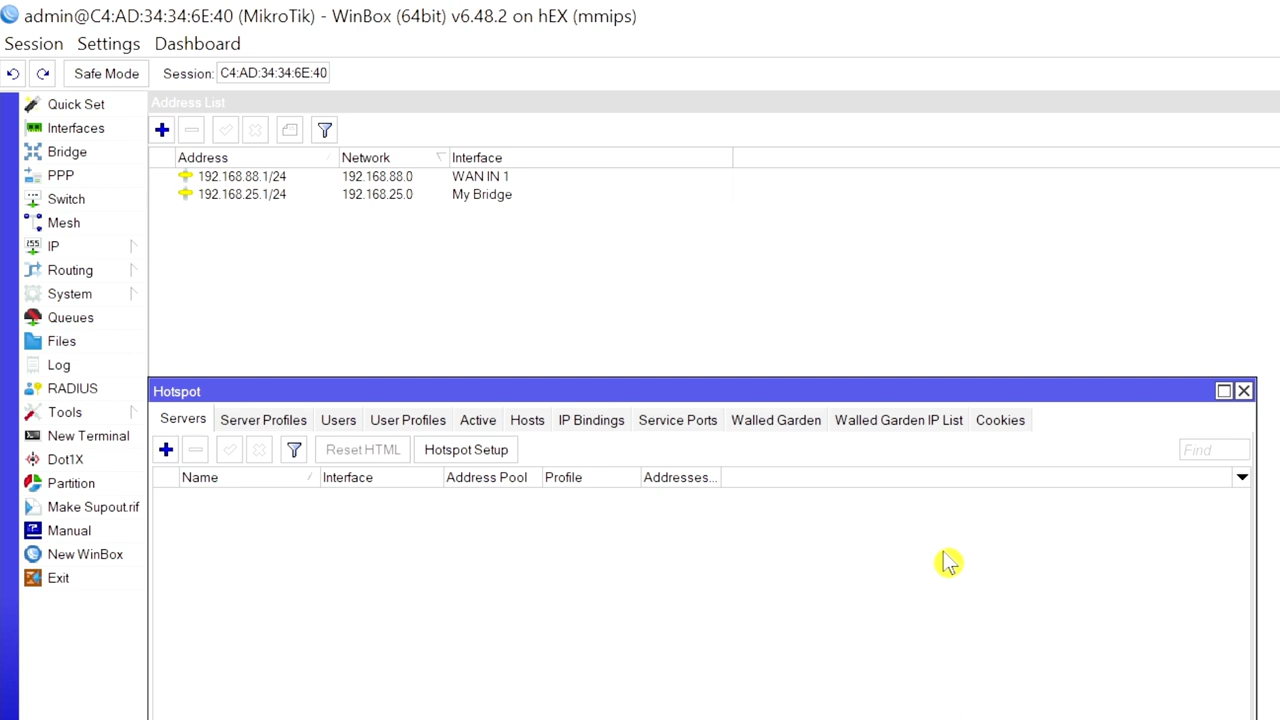 admin@C4:AD:34:34:6E:40 (MikroTik) - WinBox (64bit) v6.48.2 on hEX (mmips)
Session Settings Dashboard
Safe Mode Session: C4:AD:34:34:6E:40
Quick Set
Interfaces
Bridge
PPP
Switch
Mesh
IP
Routing
System
Queues
Files
Log
RADIUS
Tools
New Terminal
Dot1X
Partition
Make Supout.rif
Manual
New WinBox
Exit
Address List
Address Network Interface
192.168.88.1/24 192.168.88.0 WAN IN 1
192.168.25.1/24 192.168.25.0 My Bridge
Hotspot
Servers Server Profiles Users User Profiles Active Hosts IP Bindings Service Ports Walled Garden Walled Garden IP List Cookies
Reset HTML Hotspot Setup Find
Name Interface Address Pool Profile Addresses...